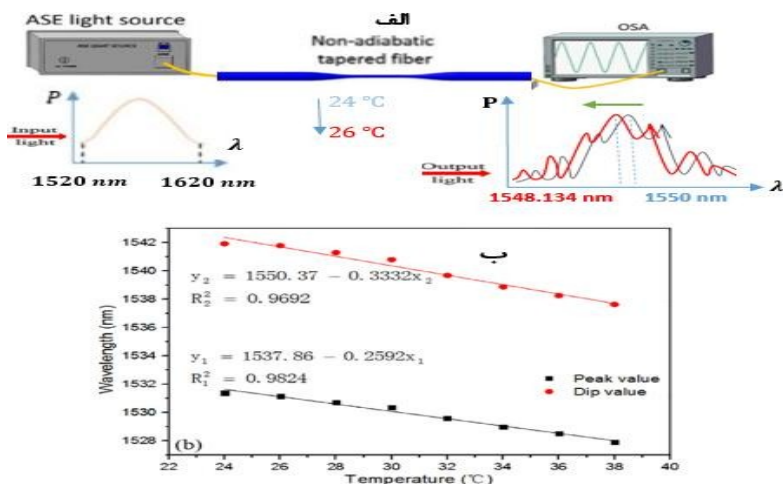 الف
ASE light source
Non-adiabatic
tapered fiber
OSA
ASE LIGHT SOURCE
24 °C
26 °C
P
Input
light
λ
1520 nm
1620 nm
P
Output
light
λ
1548.134 nm
1550 nm
ب
Wavelength (nm)
1542
1540
1538
1536
1534
1532
1530
1528
y₂ = 1550.37 - 0.3332x₂
R₂² = 0.9692
y₁ = 1537.86 - 0.2592x₁
R₁² = 0.9824
Peak value
Dip value
(b)
22
24
26
28
30
32
34
36
38
40
Temperature (℃)